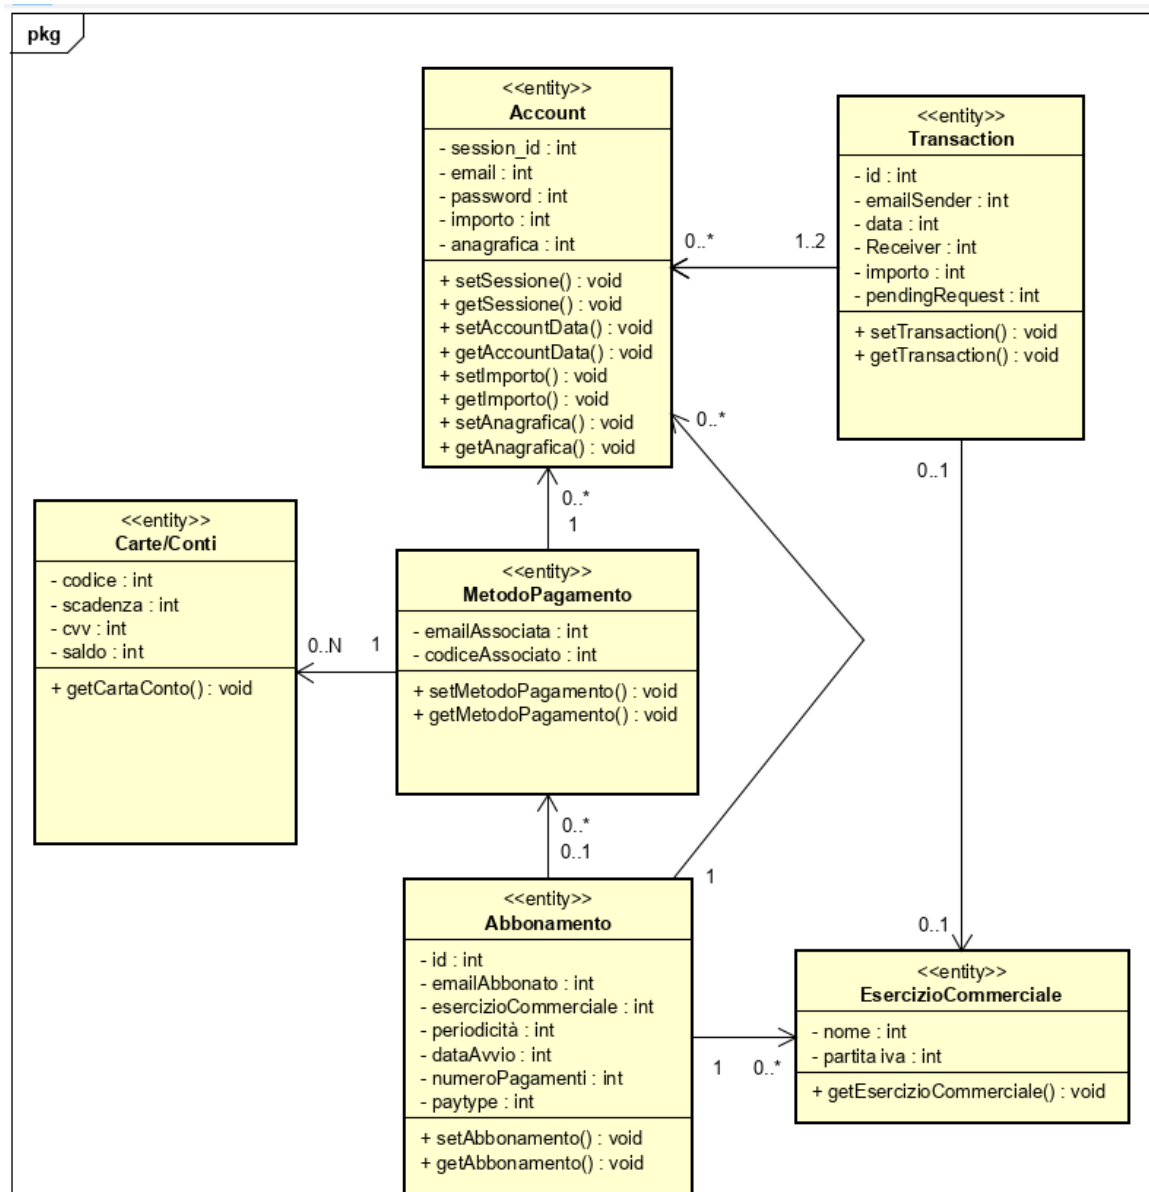 pkg
<<entity>>
Account
- session_id : int
- email : int
- password : int
- importo : int
- anagrafica : int
+ setSessione() : void
+ getSessione() : void
+ setAccountData() : void
+ getAccountData() : void
+ setImporto() : void
+ getImporto() : void
+ setAnagrafica() : void
+ getAnagrafica() : void
<<entity>>
Transaction
- id : int
- emailSender : int
- data : int
- Receiver : int
- importo : int
- pendingRequest : int
+ setTransaction() : void
+ getTransaction() : void
0..*
1..2
0..*
0..1
0..*
1
<<entity>>
Carte/Conti
- codice : int
- scadenza : int
- cvv : int
- saldo : int
+ getCartaConto() : void
0..N
1
<<entity>>
MetodoPagamento
- emailAssociata : int
- codiceAssociato : int
+ setMetodoPagamento() : void
+ getMetodoPagamento() : void
0..*
0..1
1
<<entity>>
Abbonamento
- id : int
- emailAbbonato : int
- esercizioCommerciale : int
- periodicità : int
- dataAvvio : int
- numeroPagamenti : int
- paytype : int
+ setAbbonamento() : void
+ getAbbonamento() : void
0..1
1
0..*
<<entity>>
EsercizioCommerciale
- nome : int
- partita iva : int
+ getEsercizioCommerciale() : void